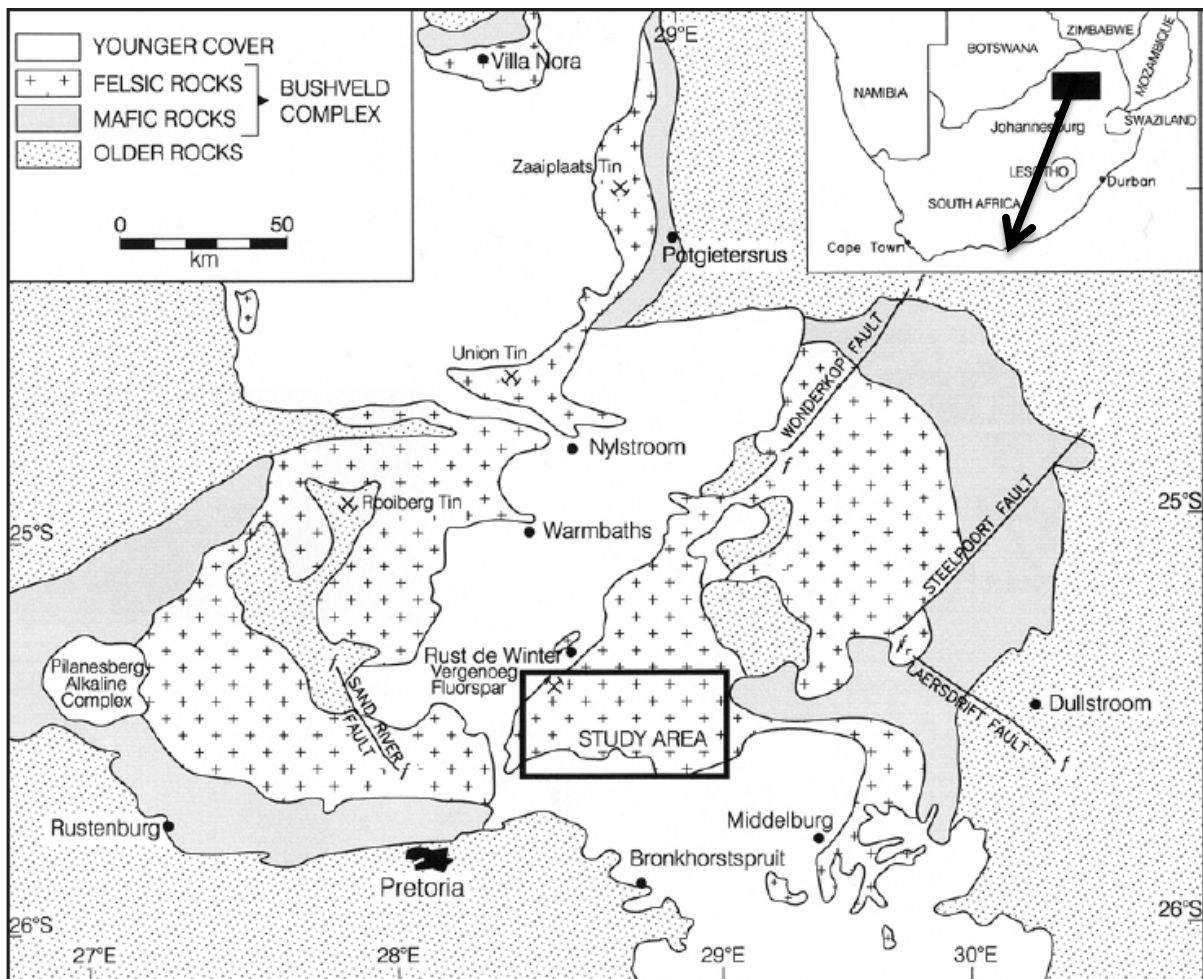 YOUNGER COVER
FELSIC ROCKS
MAFIC ROCKS
BUSHVELD
COMPLEX
OLDER ROCKS
0 50
km
29°E
Villa Nora
Zaaiplaats Tin
Potgietersrus
ZIMBABWE
BOTSWANA
MOZAMBIQUE
NAMIBIA
Johannesburg
SWAZILAND
LESOTHO
Durban
SOUTH AFRICA
Cape Town
Union Tin
WONDERKOP FAULT
f
f
Nylstroom
Rooiberg Tin
Warmbaths
25°S
25°S
STEELPOORT FAULT
f
f
Pilanesberg
Alkaline
Complex
SAND RIVER
FAULT
f
f
Rust de Winter
Vergenoeg
Fluorspar
STUDY AREA
LAERSDRIFT FAULT
f
Dullstroom
Rustenburg
Pretoria
Middelburg
Bronkhorstspruit
26°S
26°S
27°E
28°E
29°E
30°E